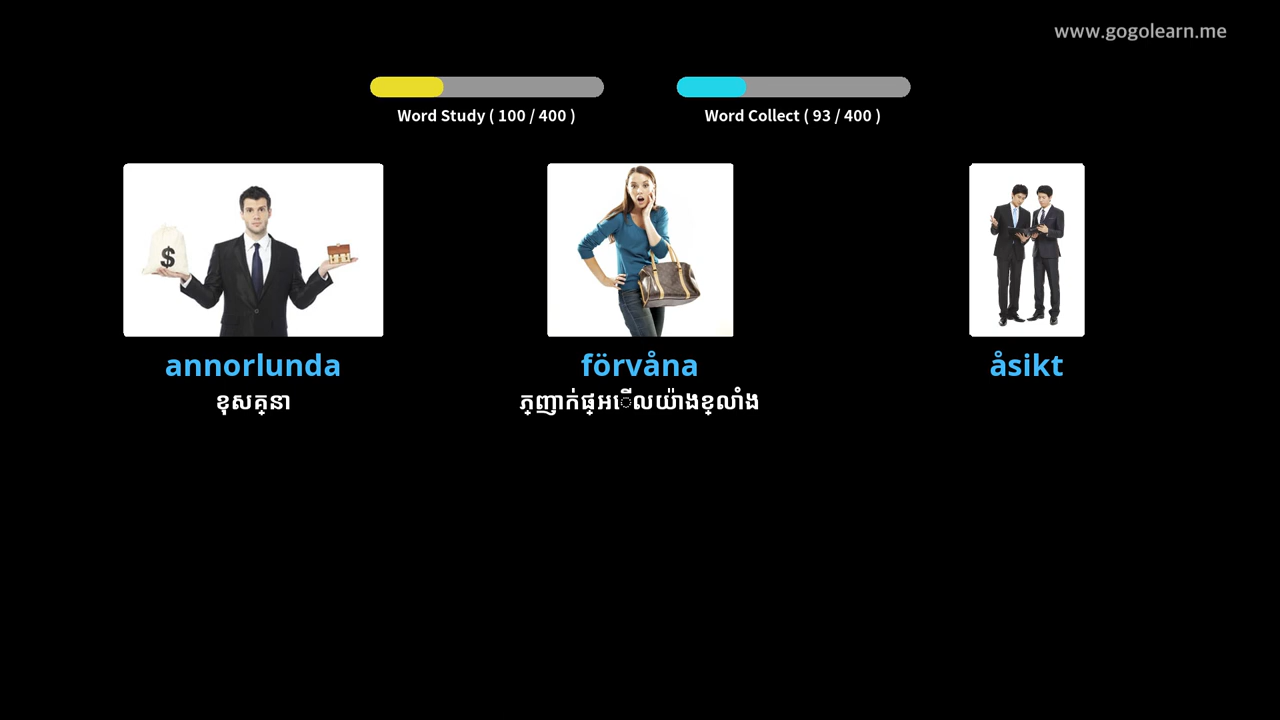 www.gogolearn.me
Word Study ( 100 / 400 )
Word Collect ( 93 / 400 )
$
annorlunda
förvåna
åsikt
ខុសគ្នា
ភ្ញាក់ផ្អើលយ៉ាងខ្លាំង